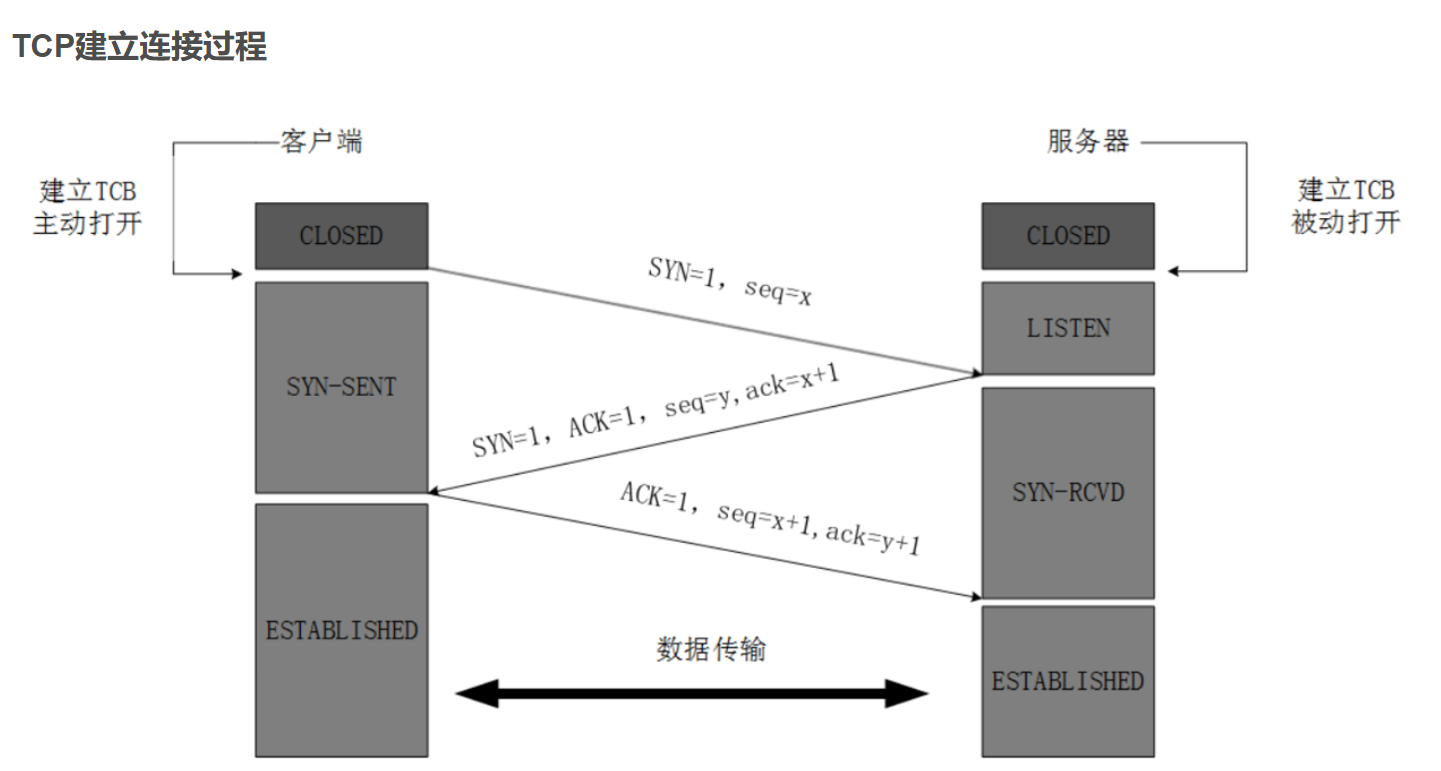 TCP建立连接过程
客户端
服务器
建立TCB
主动打开
建立TCB
被动打开
CLOSED
CLOSED
SYN=1, seq=x
LISTEN
SYN-SENT
SYN=1, ACK=1, seq=y,ack=x+1
SYN-RCVD
ACK=1, seq=x+1,ack=y+1
ESTABLISHED
数据传输
ESTABLISHED